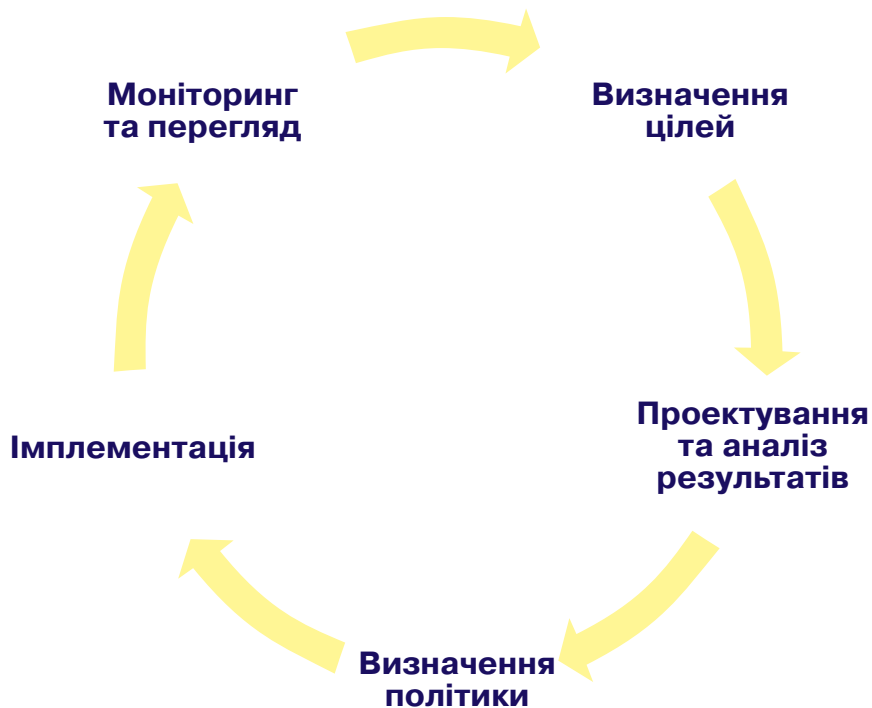 Моніторинг
та перегляд
Визначення
цілей
Проектування
та аналіз
результатів
Імплементація
Визначення
політики